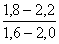 1,8 – 2,2
1,6 – 2,0